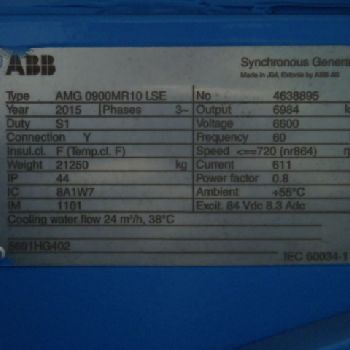 ABB
Synchronous Genera
Made in Jüri, Estonia by ABB AS
Type AMG 0900MR10 LSE No 4638895
Year 2015 Phases 3~ Output 6984 k
Duty S1 Voltage 6600
Connection Y Frequency 60
Insul.cl. F (Temp.cl. F) Speed <==720 (nr864) r
Weight 21250 kg Current 611
IP 44 Power factor 0.8
IC 8A1W7 Ambient +55°C
IM 1101 Excit. 84 Vdc 8.3 Adc
Cooling water flow 24 m³/h, 38°C
IEC 60034-1